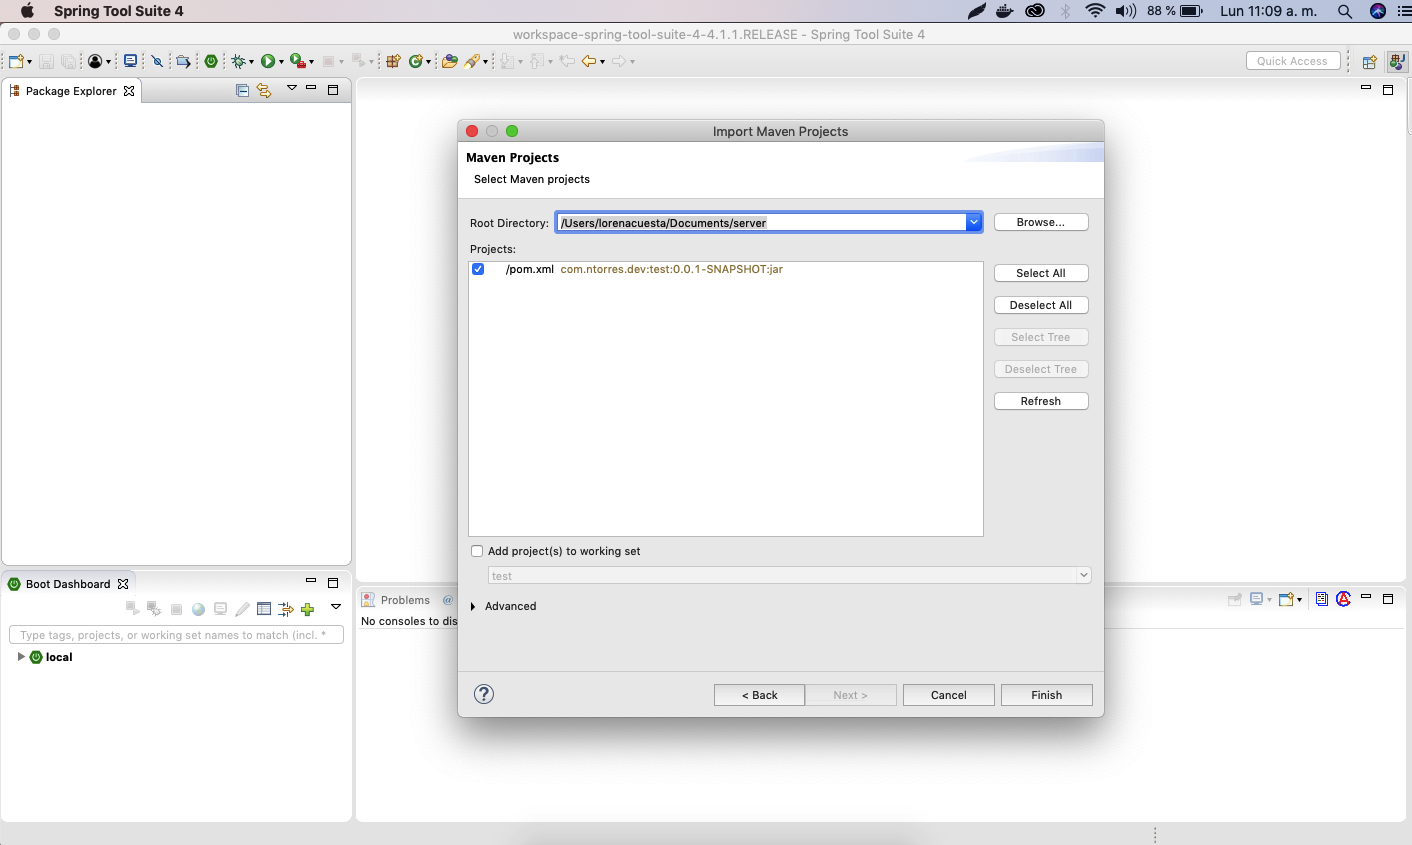 Spring Tool Suite 4
88 %
Lun 11:09 a. m.
workspace-spring-tool-suite-4-4.1.1.RELEASE - Spring Tool Suite 4
Quick Access
Package Explorer
Import Maven Projects
Maven Projects
Select Maven projects
Root Directory: /Users/lorenacuesta/Documents/server
Browse...
Projects:
/pom.xml com.ntorres.dev:test:0.0.1-SNAPSHOT:jar
Select All
Deselect All
Select Tree
Deselect Tree
Refresh
Add project(s) to working set
test
Advanced
< Back
Next >
Cancel
Finish
Boot Dashboard
Type tags, projects, or working set names to match (incl. *
local
Problems @
No consoles to dis